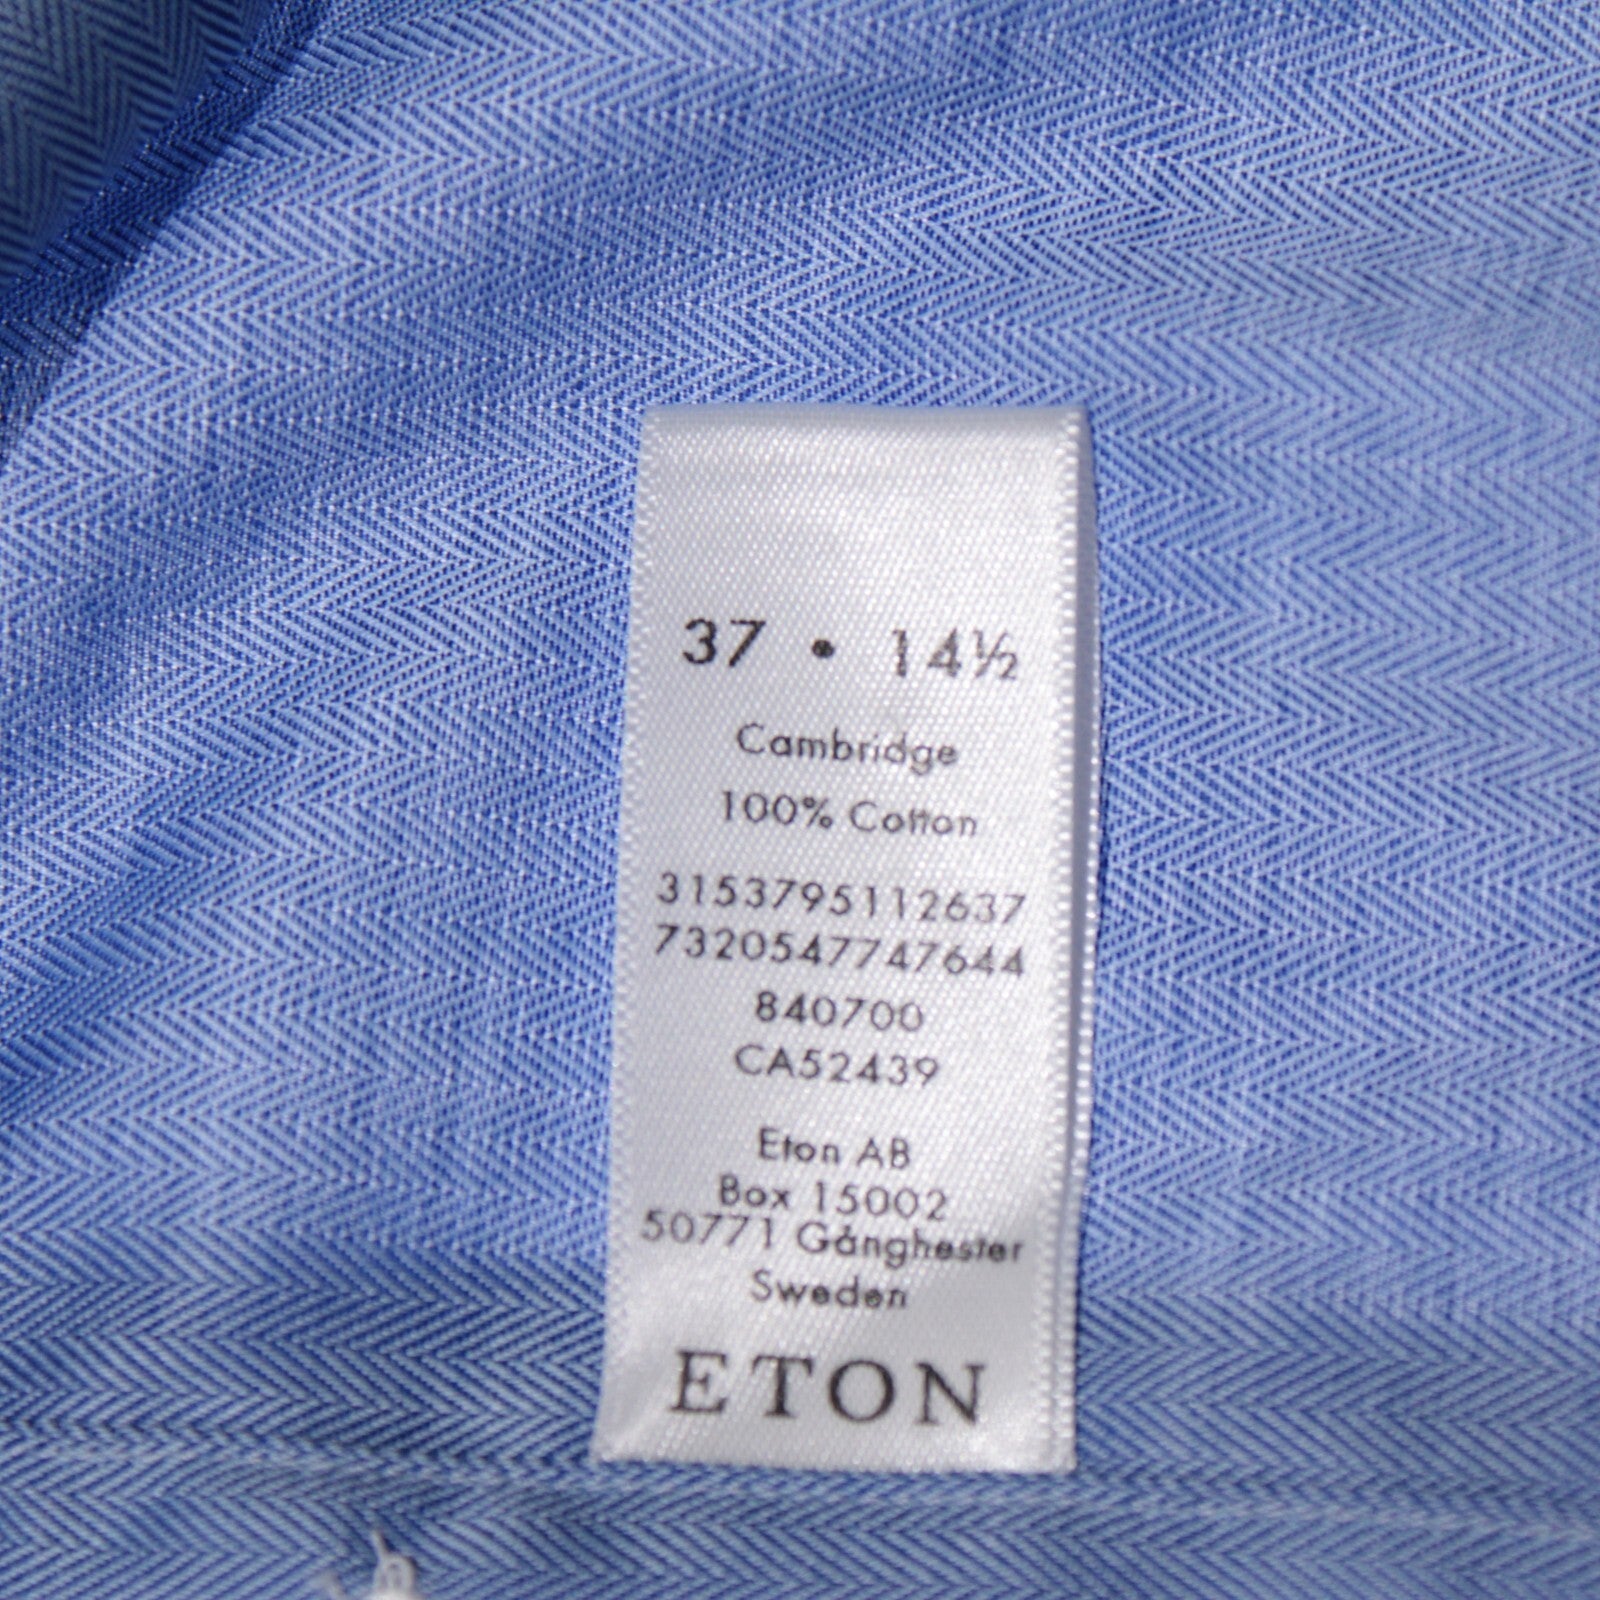 37 • 14½
Cambridge
100% Cotton
3153795112637
7320547747644
840700
CA52439
Eton AB
Box 15002
50771 Gånghester
Sweden
ETON